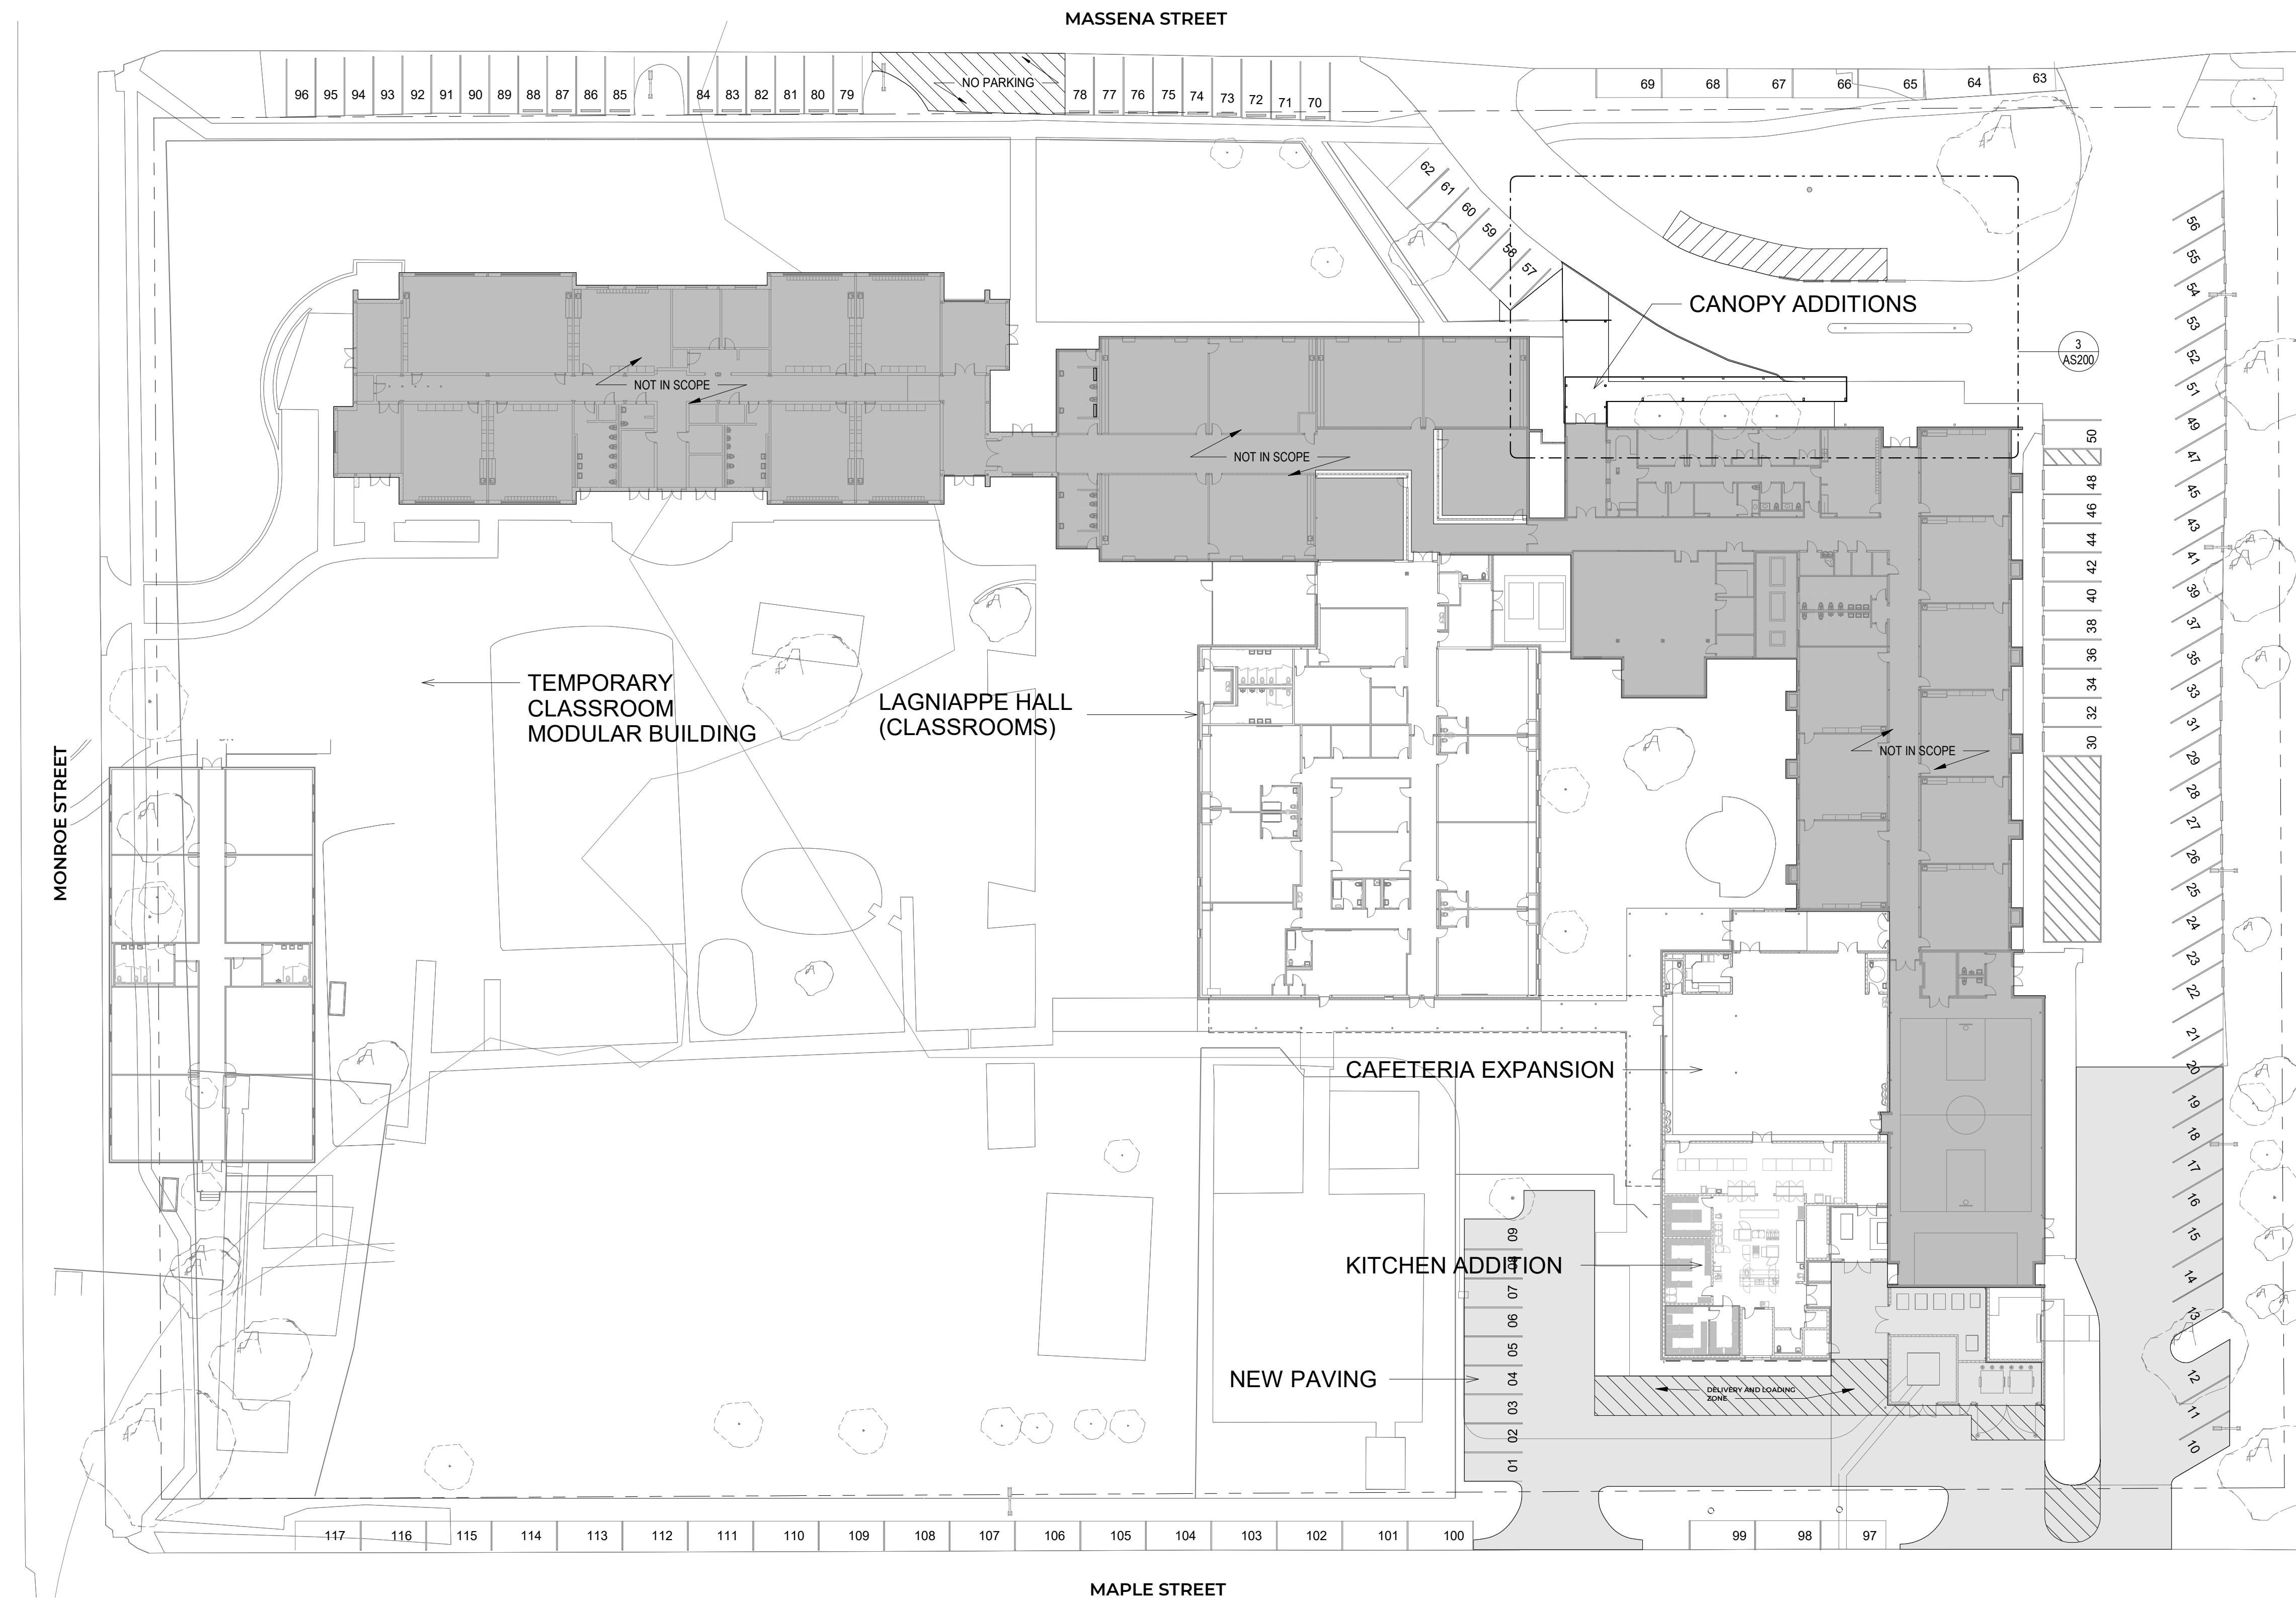 MASSENA STREET
96 95 94 93 92 91 90 89 88 87 86 85 84 83 82 81 80 79
NO PARKING
78 77 76 75 74 73 72 71 70
69 68 67 66 65 64 63
62
61
60
59
58
57
CANOPY ADDITIONS
3
AS200
NOT IN SCOPE
NOT IN SCOPE
56
55
54
53
52
51
49
47
45
43
41
39
37
35
33
31
29
28
27
26
25
24
23
22
21
20
19
18
17
16
15
14
13
12
11
10
50
48
46
44
42
40
38
36
34
32
30
NOT IN SCOPE
TEMPORARY
CLASSROOM
MODULAR BUILDING
LAGNIAPPE HALL
(CLASSROOMS)
MONROE STREET
CAFETERIA EXPANSION
KITCHEN ADDITION
NEW PAVING
09
08
07
06
05
04
03
02
01
DELIVERY AND LOADING
ZONE
117 116 115 114 113 112 111 110 109 108 107 106 105 104 103 102 101 100
99 98 97
MAPLE STREET